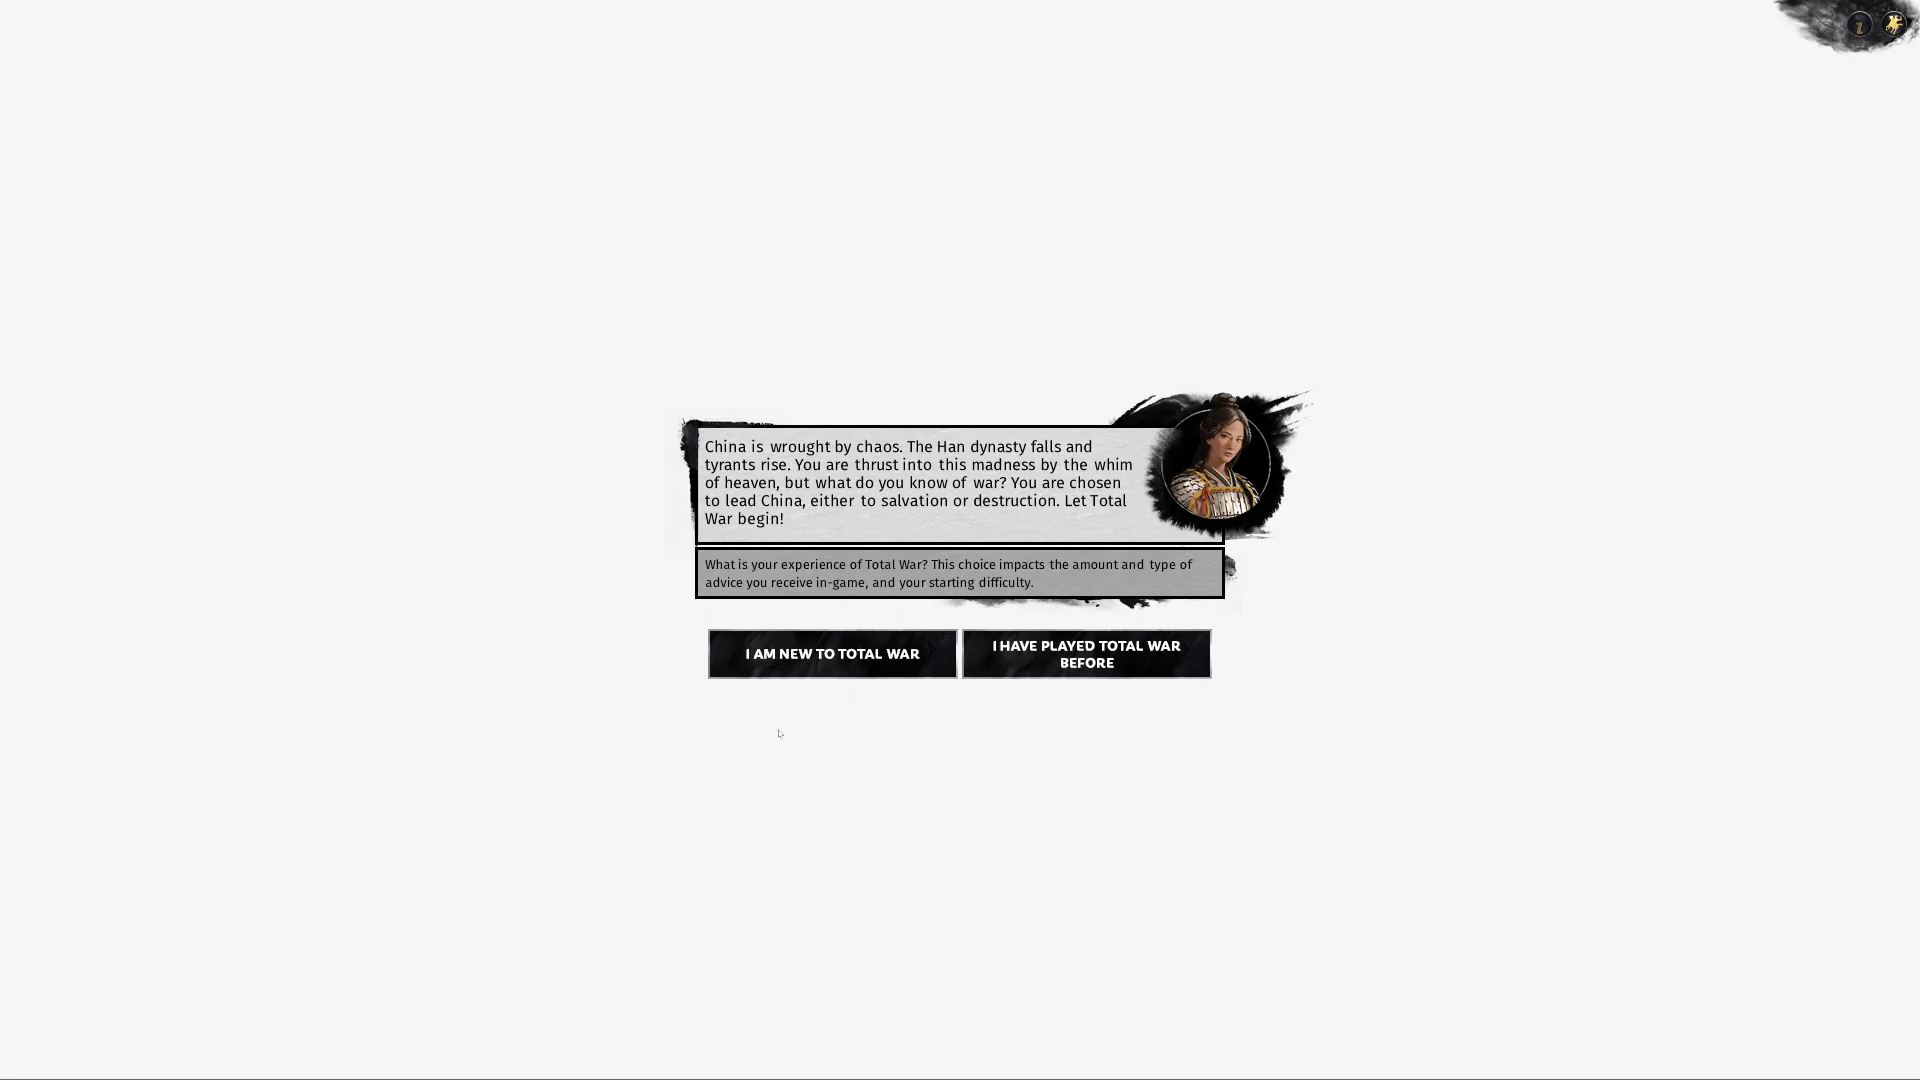 China is wrought by chaos. The Han dynasty falls and
tyrants rise. You are thrust into this madness by the whim
of heaven, but what do you know of war? You are chosen
to lead China, either to salvation or destruction. Let Total
War begin!
What is your experience of Total War? This choice impacts the amount and type of
advice you receive in-game, and your starting difficulty.
I AM NEW TO TOTAL WAR
I HAVE PLAYED TOTAL WAR
BEFORE